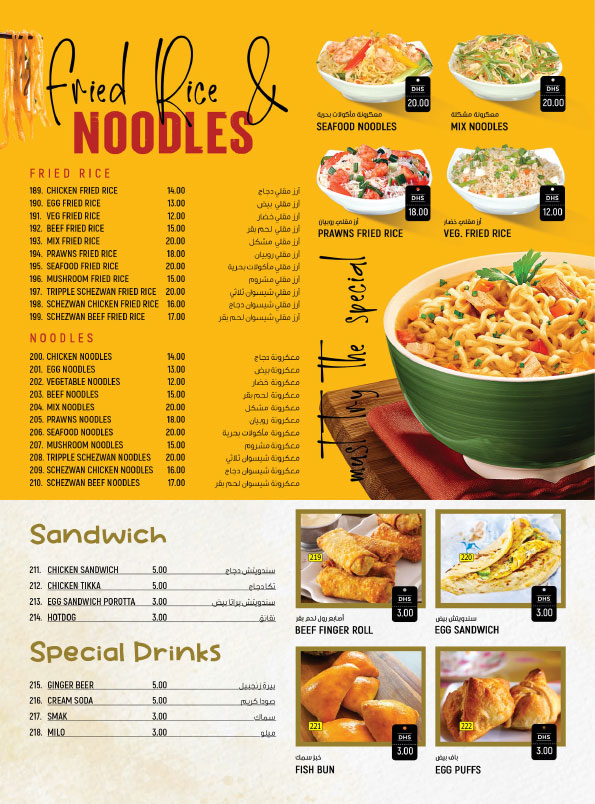 Fried Rice &
NOODLES
FRIED RICE
189. CHICKEN FRIED RICE 14.00 أرز مقلي دجاج
190. EGG FRIED RICE 13.00 أرز مقلي بيض
191. VEG FRIED RICE 12.00 أرز مقلي خضار
192. BEEF FRIED RICE 15.00 أرز مقلي لحم بقر
193. MIX FRIED RICE 20.00 أرز مقلي مشكل
194. PRAWNS FRIED RICE 18.00 أرز مقلي روبيان
195. SEAFOOD FRIED RICE 20.00 أرز مقلي مأكولات بحرية
196. MUSHROOM FRIED RICE 15.00 أرز مقلي مشروم
197. TRIPPLE SCHEZWAN FRIED RICE 20.00 أرز مقلي شيسوان ثلاثي
198. SCHEZWAN CHICKEN FRIED RICE 16.00 أرز مقلي شيسوان دجاج
199. SCHEZWAN BEEF FRIED RICE 17.00 أرز مقلي شيسوان لحم بقر
NOODLES
200. CHICKEN NOODLES 14.00 معكرونة دجاج
201. EGG NOODLES 13.00 معكرونة بيض
202. VEGETABLE NOODLES 12.00 معكرونة خضار
203. BEEF NOODLES 15.00 معكرونة لحم بقر
204. MIX NOODLES 20.00 معكرونة مشكل
205. PRAWNS NOODLES 18.00 معكرونة روبيان
206. SEAFOOD NOODLES 20.00 معكرونة مأكولات بحرية
207. MUSHROOM NOODLES 15.00 معكرونة مشروم
208. TRIPPLE SCHEZWAN NOODLES 20.00 معكرونة شيسوان ثلاثي
209. SCHEZWAN CHICKEN NOODLES 16.00 معكرونة شيسوان دجاج
210. SCHEZWAN BEEF NOODLES 17.00 معكرونة شيسوان لحم بقر
DHS
20.00
معكرونة مأكولات بحرية
SEAFOOD NOODLES
DHS
20.00
معكرونة مشكلة
MIX NOODLES
DHS
18.00
أرز مقلي روبيان
PRAWNS FRIED RICE
DHS
12.00
أرز مقلي خضار
VEG. FRIED RICE
must try the special
Sandwich
211. CHICKEN SANDWICH 5.00 سندويتش دجاج
212. CHICKEN TIKKA 5.00 تكا دجاج
213. EGG SANDWICH POROTTA 3.00 سندويتش براتا بيض
214. HOTDOG 3.00 نقانق
Special Drinks
215. GINGER BEER 5.00 بيرة زنجبيل
216. CREAM SODA 5.00 صودا كريم
217. SMAK 3.00 سماك
218. MILO 3.00 ميلو
219
DHS
3.00
أصابع رول لحم بقر
BEEF FINGER ROLL
220
DHS
3.00
سندويتش بيض
EGG SANDWICH
221
DHS
3.00
خبز سمك
FISH BUN
222
DHS
3.00
باف بيض
EGG PUFFS